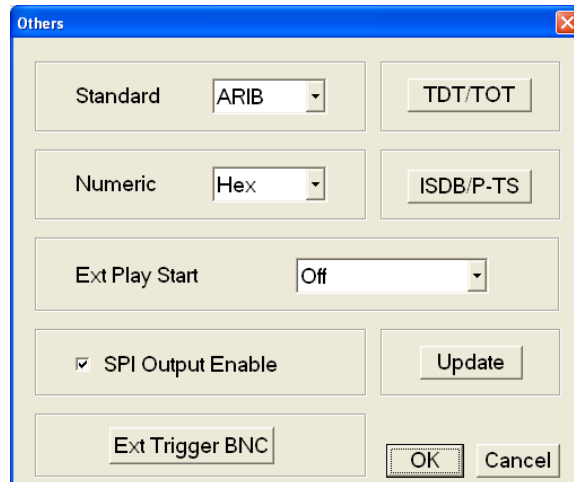 Others
Standard ARIB TDT/TOT
Numeric Hex ISDB/P-TS
Ext Play Start Off
SPI Output Enable Update
Ext Trigger BNC OK Cancel